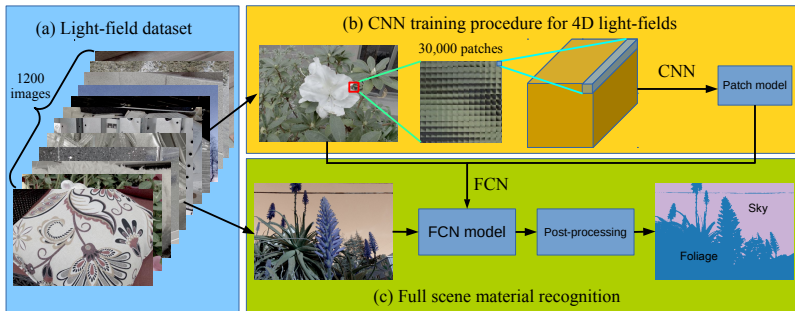 (a) Light-field dataset
1200
images
(b) CNN training procedure for 4D light-fields
30,000 patches
CNN
Patch model
FCN
FCN model
Post-processing
Sky
Foliage
(c) Full scene material recognition